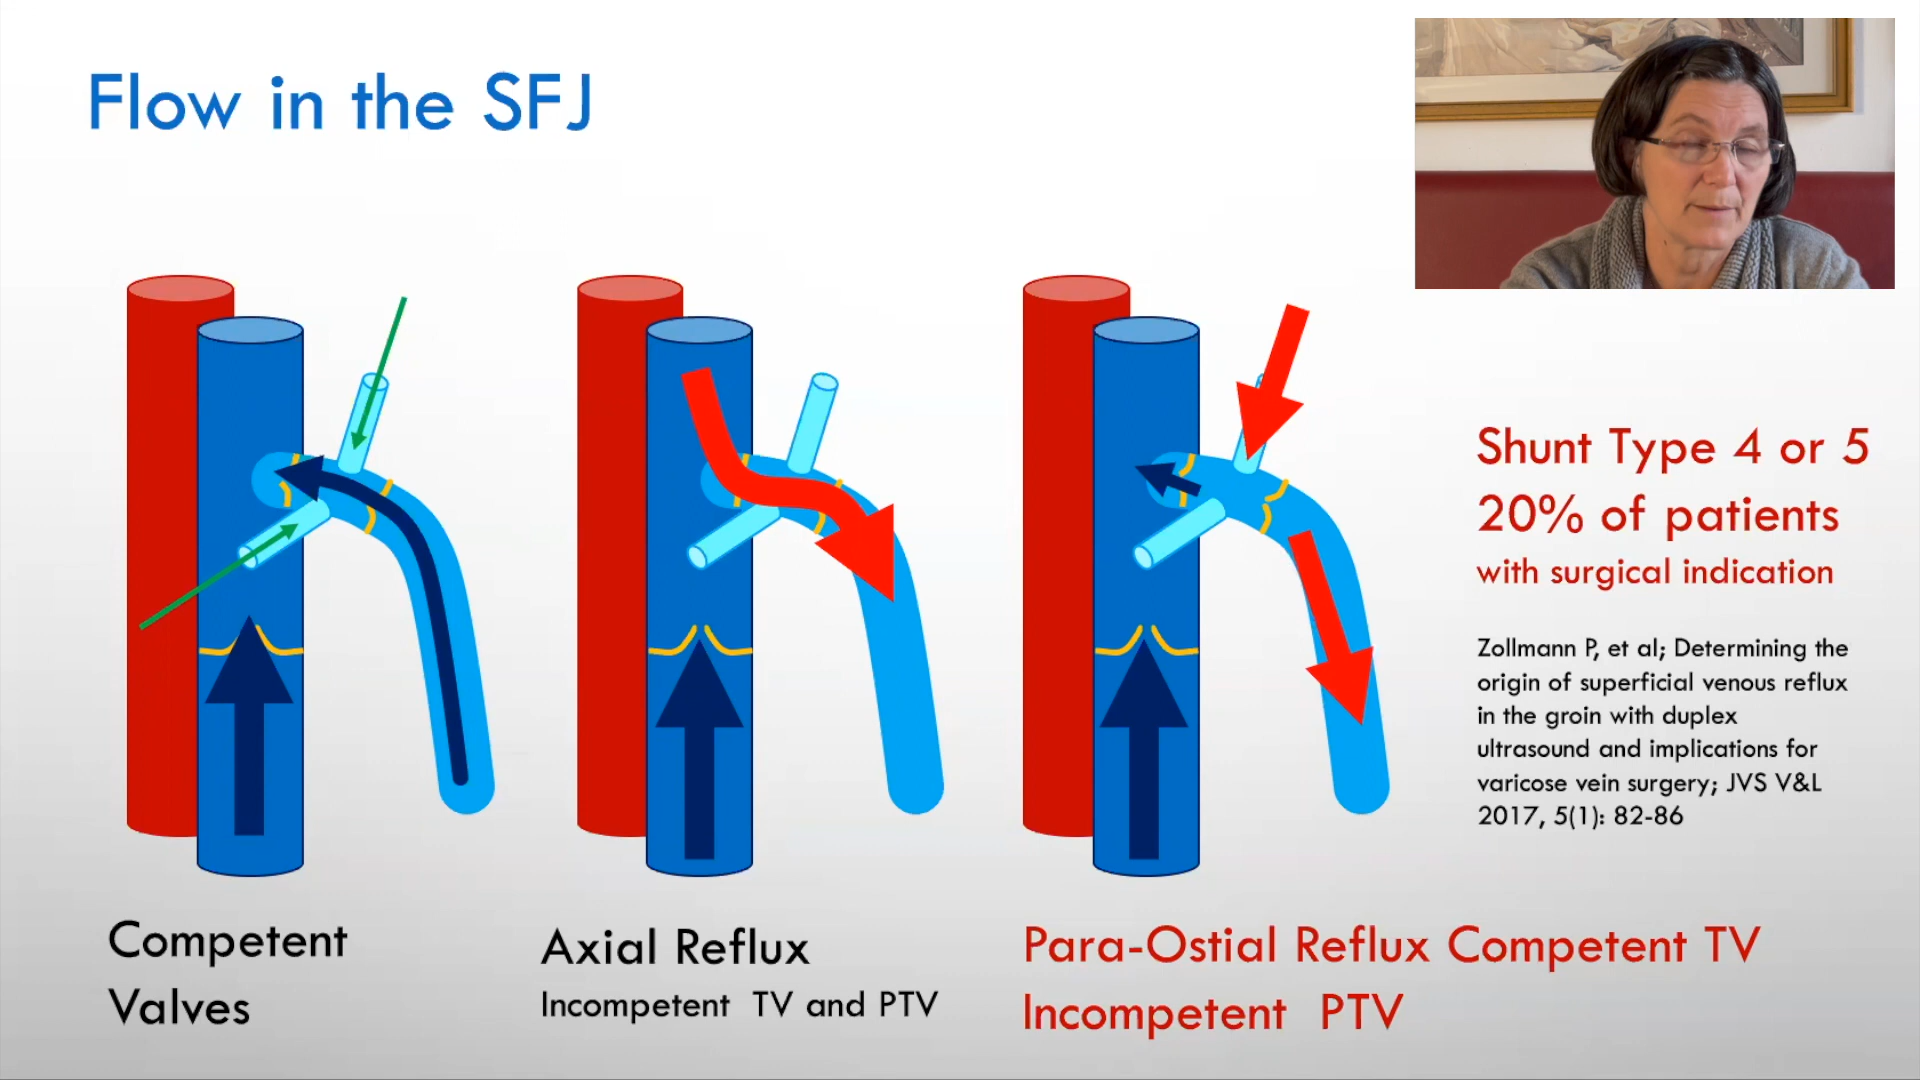 Flow in the SFJ
Shunt Type 4 or 5
20% of patients
with surgical indication
Zollmann P, et al; Determining the
origin of superficial venous reflux
in the groin with duplex
ultrasound and implications for
varicose vein surgery; JVS V&L
2017, 5(1): 82-86
Competent
Valves
Axial Reflux
Incompetent TV and PTV
Para-Ostial Reflux Competent TV
Incompetent PTV